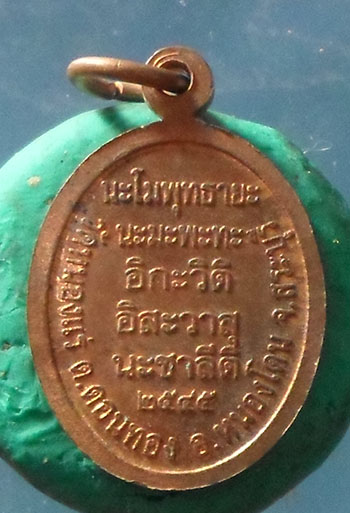 นะโมพุทธายะ
นะมะพะทะ
อิกะวิติ
อิสะวาสุ
นะชาลีติ
๒๕๔๕
ต.ดอนทอง อ.หนองโดน จ.สระบุรี